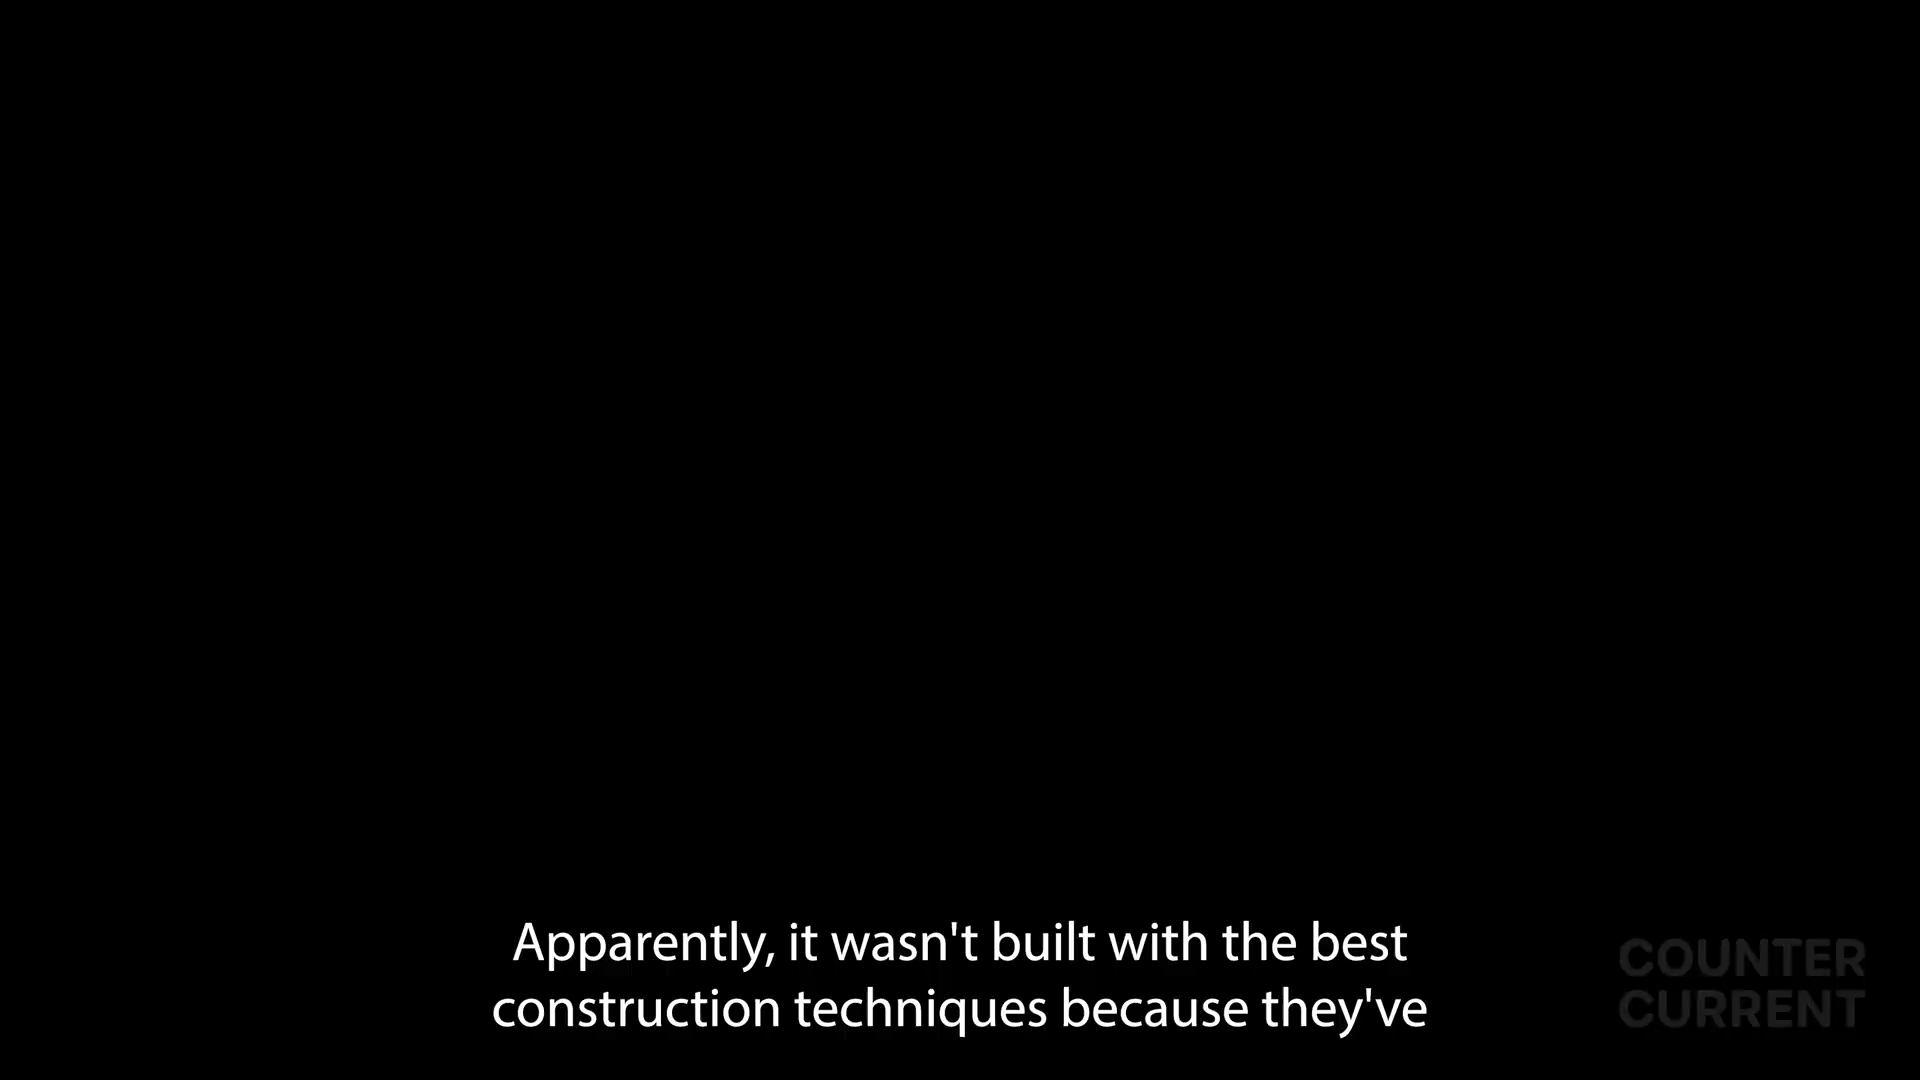 Apparently, it wasn't built with the best
construction techniques because they've
COUNTER
CURRENT